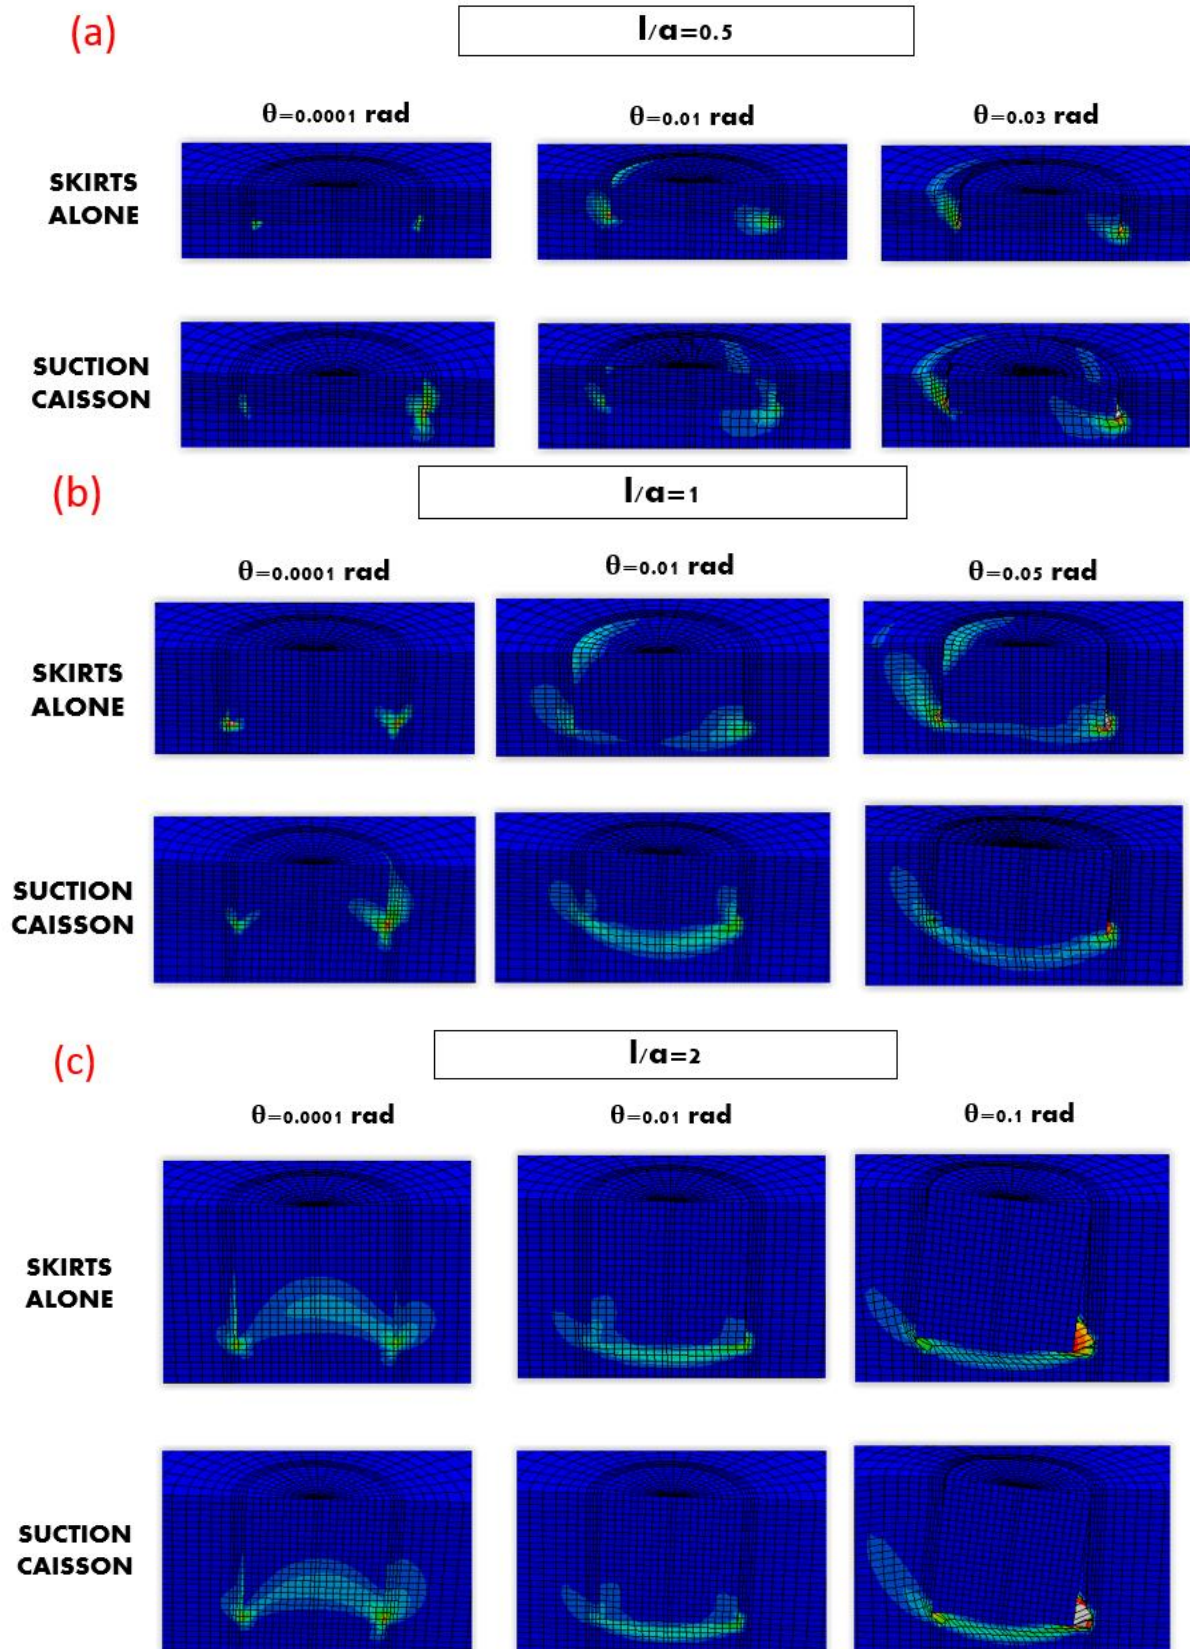 (a)
l/a=0.5
θ=0.0001 rad
θ=0.01 rad
θ=0.03 rad
SKIRTS
ALONE
SUCTION
CAISSON
(b)
l/a=1
θ=0.0001 rad
θ=0.01 rad
θ=0.05 rad
SKIRTS
ALONE
SUCTION
CAISSON
(c)
l/a=2
θ=0.0001 rad
θ=0.01 rad
θ=0.1 rad
SKIRTS
ALONE
SUCTION
CAISSON